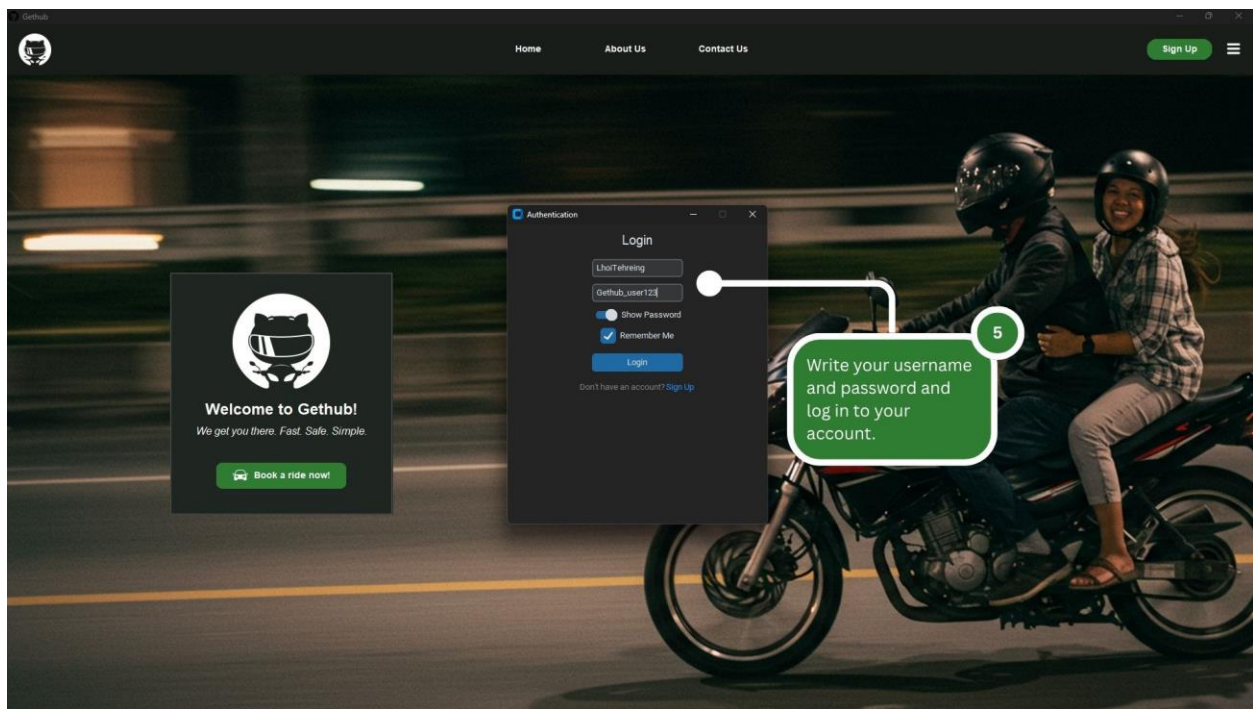 Gethub
Home About Us Contact Us Sign Up
Authentication
Login
LhoiTehreing
Gethub_user123
Show Password
Remember Me
Login
Don't have an account? Sign Up
Welcome to Gethub!
We get you there. Fast. Safe. Simple.
Book a ride now!
5
Write your username
and password and
log in to your
account.